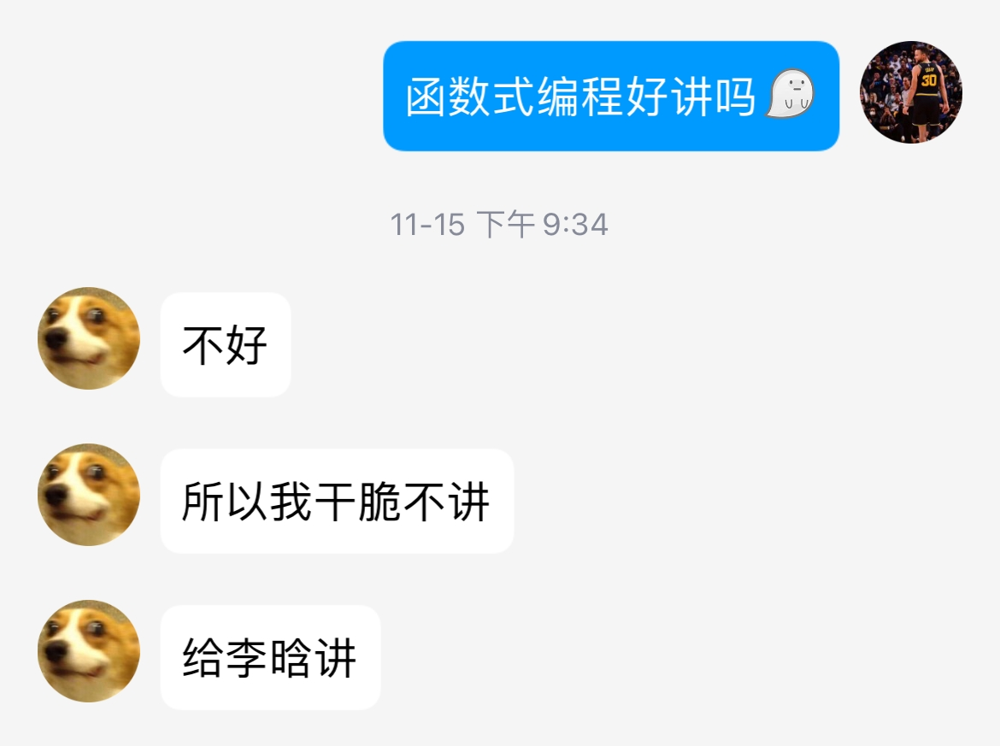 函数式编程好讲吗
30
11-15 下午 9:34
不好
所以我干脆不讲
给李晗讲